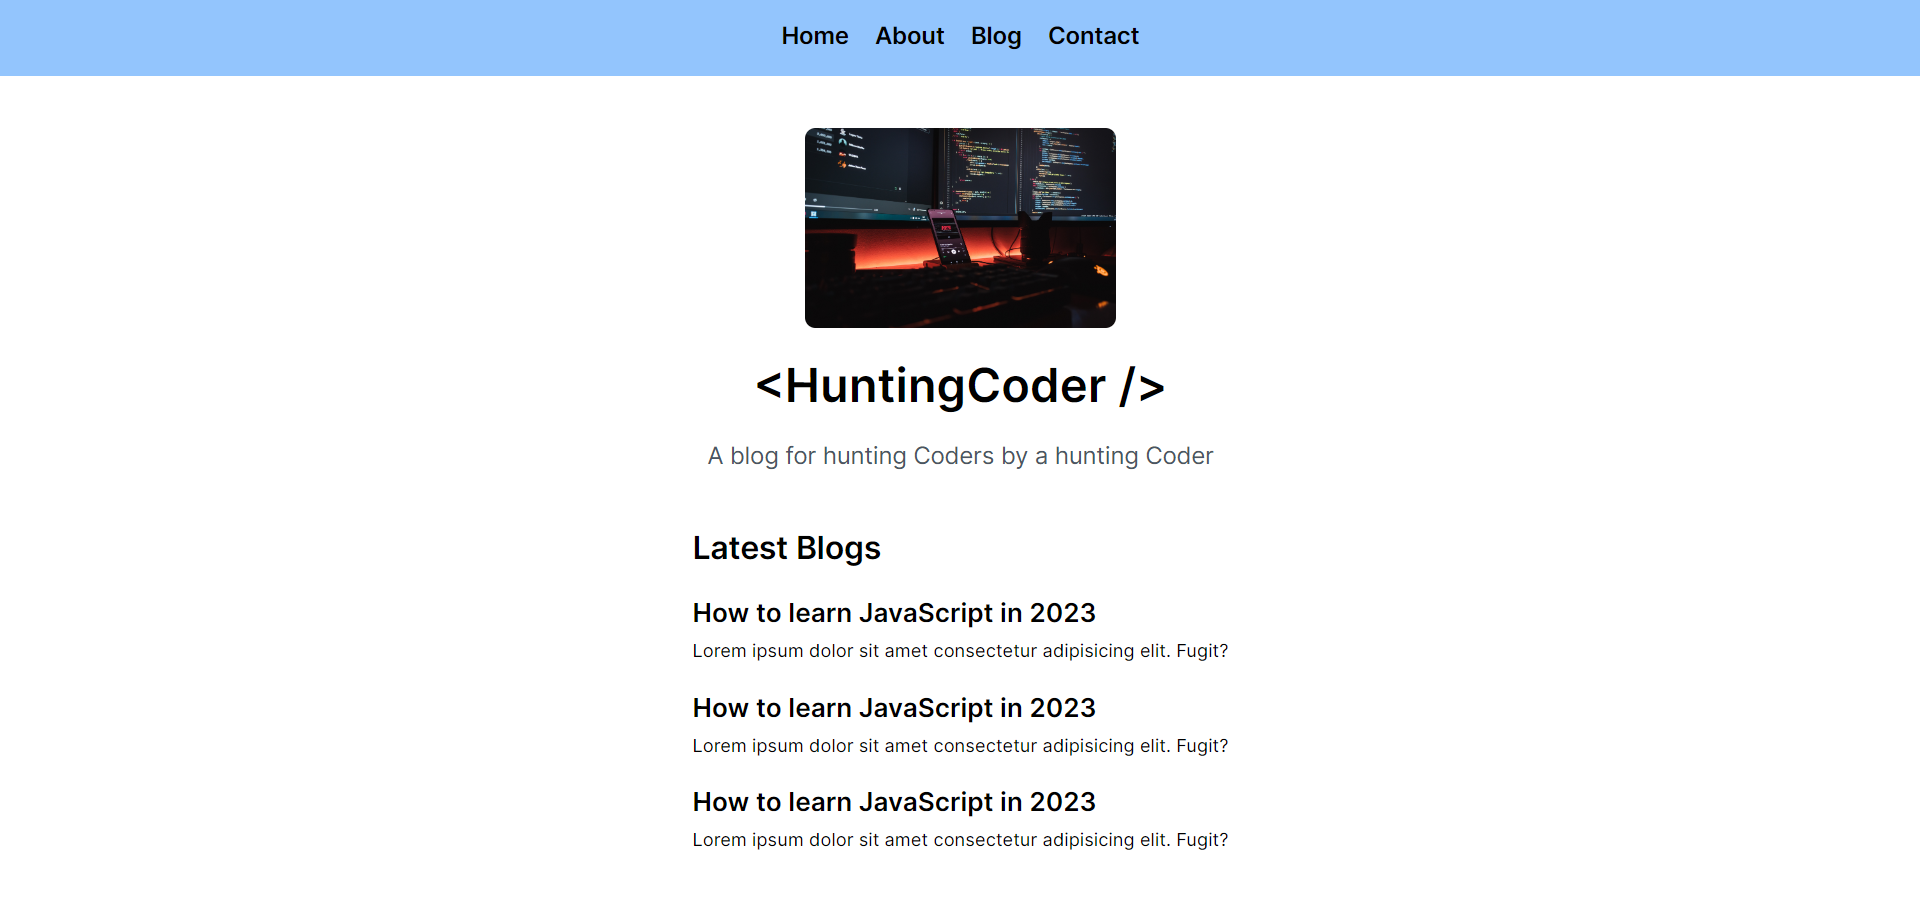 Home About Blog Contact
<HuntingCoder />
A blog for hunting Coders by a hunting Coder
Latest Blogs
How to learn JavaScript in 2023
Lorem ipsum dolor sit amet consectetur adipisicing elit. Fugit?
How to learn JavaScript in 2023
Lorem ipsum dolor sit amet consectetur adipisicing elit. Fugit?
How to learn JavaScript in 2023
Lorem ipsum dolor sit amet consectetur adipisicing elit. Fugit?